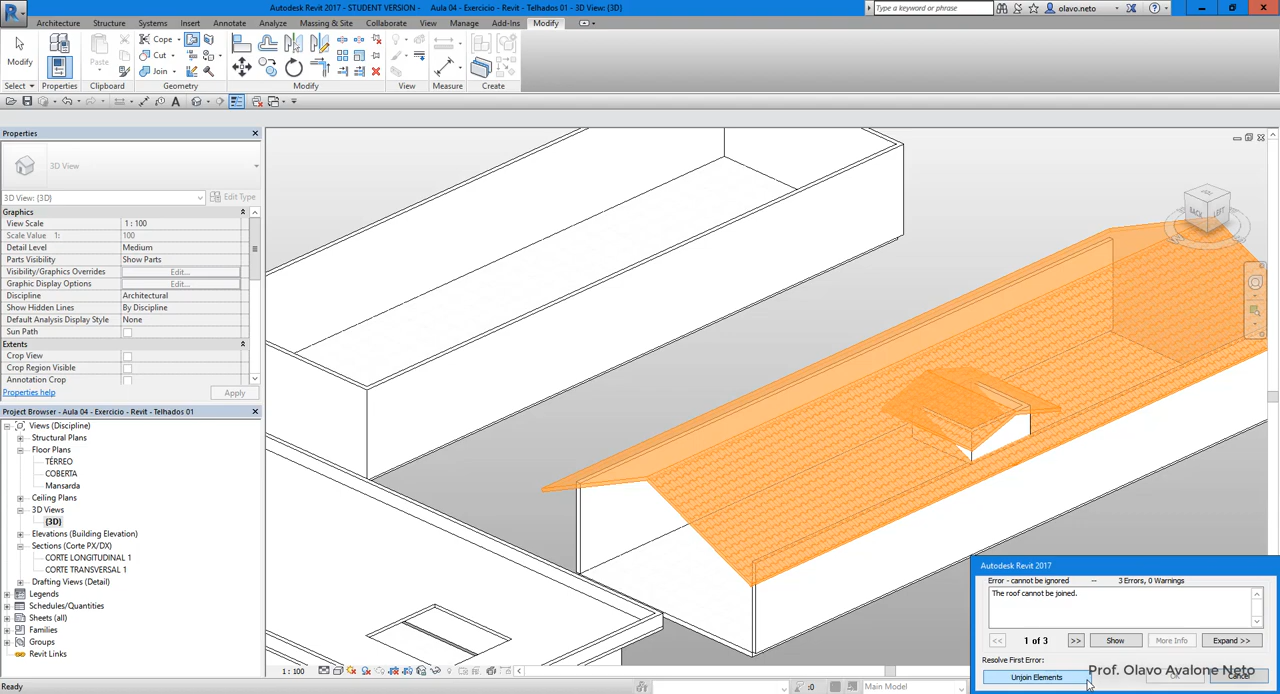 Autodesk Revit 2017 - STUDENT VERSION - Aula 04 - Exercicio - Revit - Telhados 01 - 3D View: {3D}
Type a keyword or phrase
olavo.neto
Architecture Structure Systems Insert Annotate Analyze Massing & Site Collaborate View Manage Add-Ins Modify
Modify
Paste
Cope
Cut
Join
Select Properties Clipboard Geometry Modify View Measure Create
Properties
3D View
3D View: {3D} Edit Type
Graphics
View Scale 1 : 100
Scale Value 1: 100
Detail Level Medium
Parts Visibility Show Parts
Visibility/Graphics Overrides Edit...
Graphic Display Options Edit...
Discipline Architectural
Show Hidden Lines By Discipline
Default Analysis Display Style None
Sun Path
Extents
Crop View
Crop Region Visible
Annotation Crop
Properties help Apply
Project Browser - Aula 04 - Exercicio - Revit - Telhados 01
Views (Discipline)
Structural Plans
Floor Plans
TÉRREO
COBERTA
Mansarda
Ceiling Plans
3D Views
{3D}
Elevations (Building Elevation)
Sections (Corte PX/DX)
CORTE LONGITUDINAL 1
CORTE TRANSVERSAL 1
Drafting Views (Detail)
Legends
Schedules/Quantities
Sheets (all)
Families
Groups
Revit Links
BACK LEFT
Autodesk Revit 2017
Error - cannot be ignored -- 3 Errors, 0 Warnings
The roof cannot be joined.
<< 1 of 3 >> Show More Info Expand >>
Resolve First Error:
Unjoin Elements Cancel
Prof. Olavo Avalone Neto
1 : 100
Ready
:0
Main Model